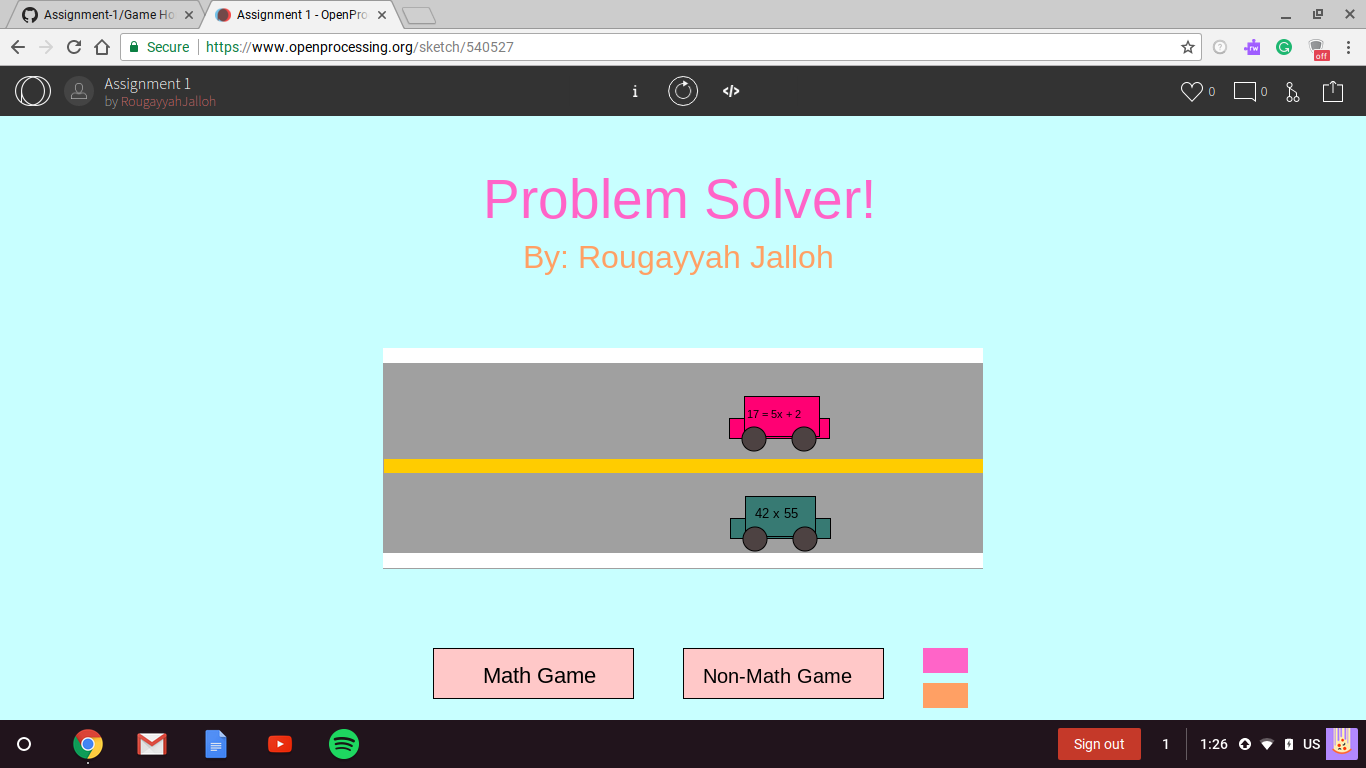 Assignment-1/Game Ho
Assignment 1 - OpenPro
Secure
https://www.openprocessing.org/sketch/540527
rw
off
Assignment 1
by RougayyahJalloh
i
</>
0
0
Problem Solver!
By: Rougayyah Jalloh
17 = 5x + 2
42 x 55
Math Game
Non-Math Game
Sign out
1
1:26
US